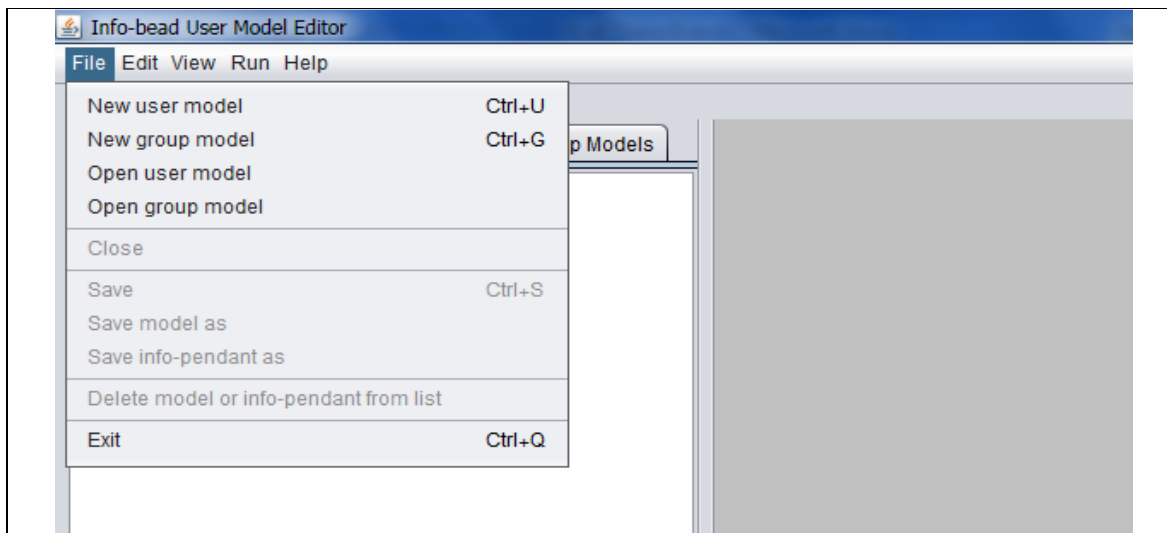 Info-bead User Model Editor
File Edit View Run Help
New user model Ctrl+U
New group model Ctrl+G
p Models
Open user model
Open group model
Close
Save Ctrl+S
Save model as
Save info-pendant as
Delete model or info-pendant from list
Exit Ctrl+Q